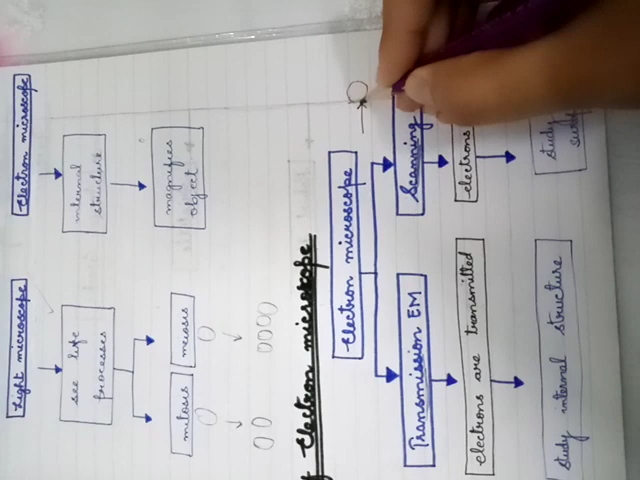 Light microscope
Electron microscope
see life
processes
internal
structure
mitosis
meiosis
magnifies
object
Electron microscope
Electron microscope
Transmission EM
Scanning
electrons are transmitted
electrons
study internal structure
study